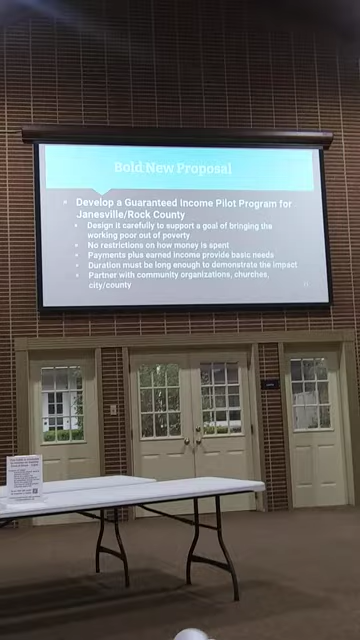 Bold New Proposal
Develop a Guaranteed Income Pilot Program for
Janesville/Rock County
Design it carefully to support a goal of bringing the
working poor out of poverty
No restrictions on how money is spent
Payments plus earned income provide basic needs
Duration must be long enough to demonstrate the impact
Partner with community organizations, churches,
city/county